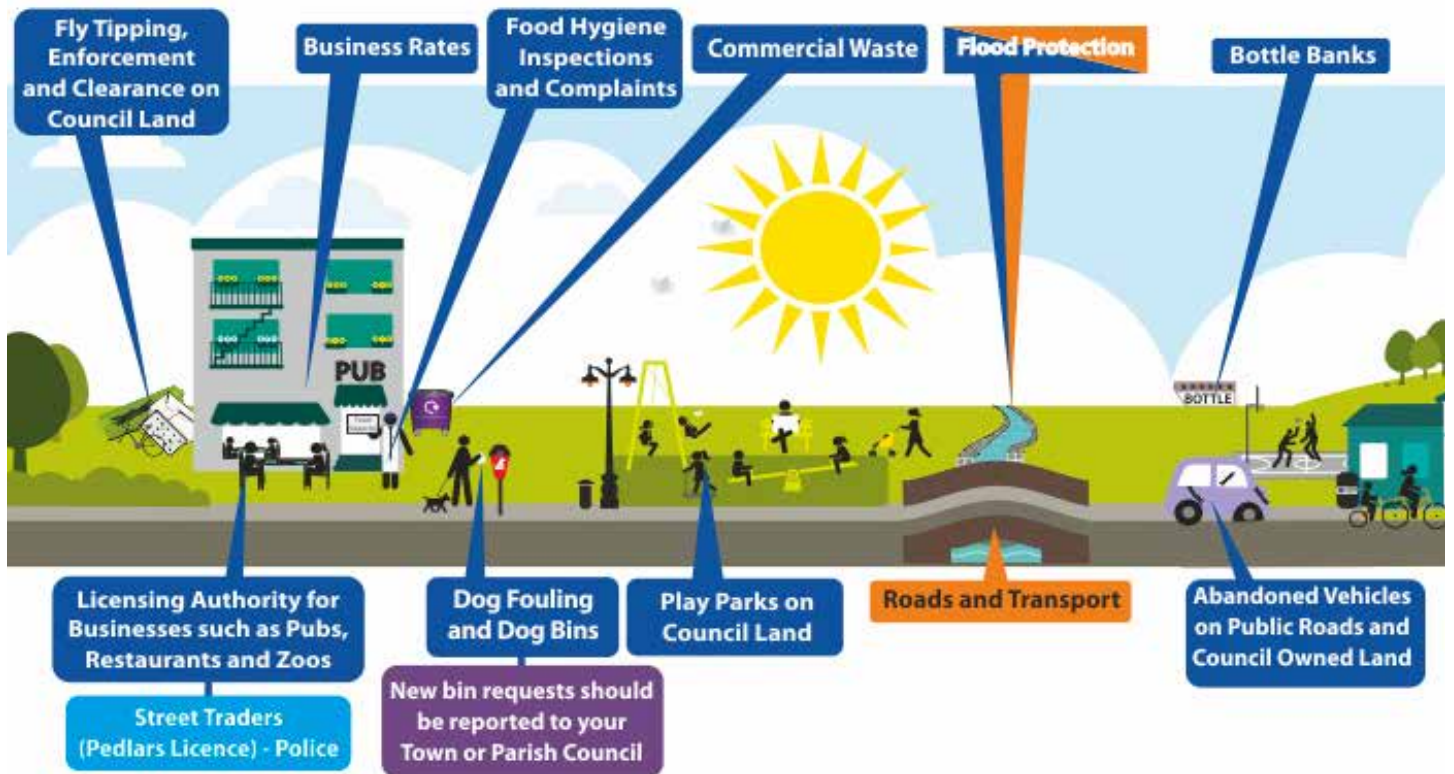 Fly Tipping,
Enforcement
and Clearance on
Council Land
Business Rates
Food Hygiene
Inspections
and Complaints
Commercial Waste
Flood Protection
Bottle Banks
PUB
BOTTLE
Licensing Authority for
Businesses such as Pubs,
Restaurants and Zoos
Street Traders
(Pedlars Licence) - Police
Dog Fouling
and Dog Bins
New bin requests should
be reported to your
Town or Parish Council
Play Parks on
Council Land
Roads and Transport
Abandoned Vehicles
on Public Roads and
Council Owned Land